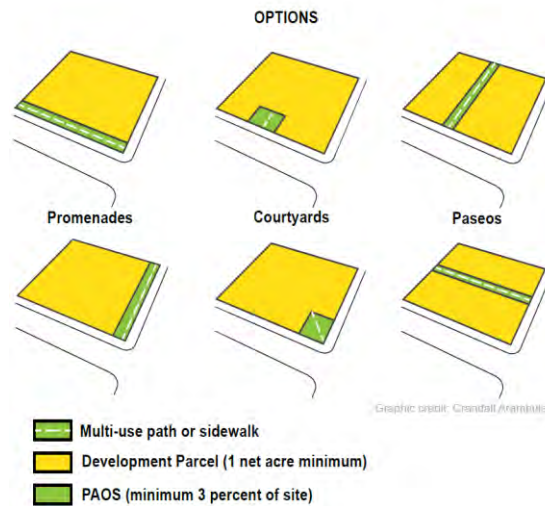 OPTIONS
Promenades
Courtyards
Paseos
Graphic credit: Crandall Arambula
Multi-use path or sidewalk
Development Parcel (1 net acre minimum)
PAOS (minimum 3 percent of site)